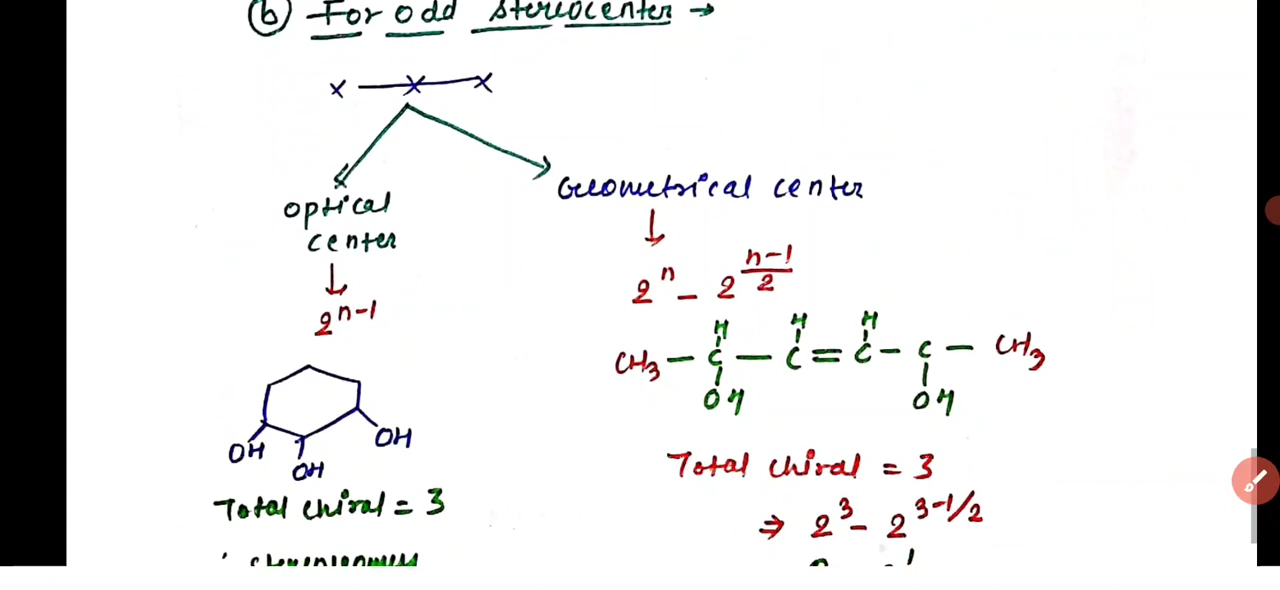 (b) For odd stereocenter →
x — x — x
optical center
↓
2^{n-1}
OH
OH
OH
Total chiral = 3
Geometrical center
↓
2^n - 2^{\frac{n-1}{2}}
H H H
CH3 - C - C = C - C - CH3
OH OH
Total chiral = 3
⇒ 2^3 - 2^{3-1/2}